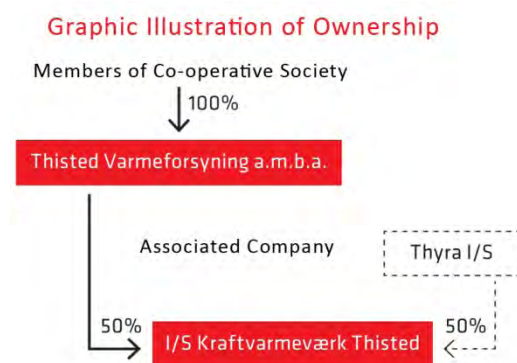 Graphic Illustration of Ownership
Members of Co-operative Society
100%
Thisted Varmeforsyning a.m.b.a.
Associated Company
Thyra I/S
50%
I/S Kraftvarmeværk Thisted
50%